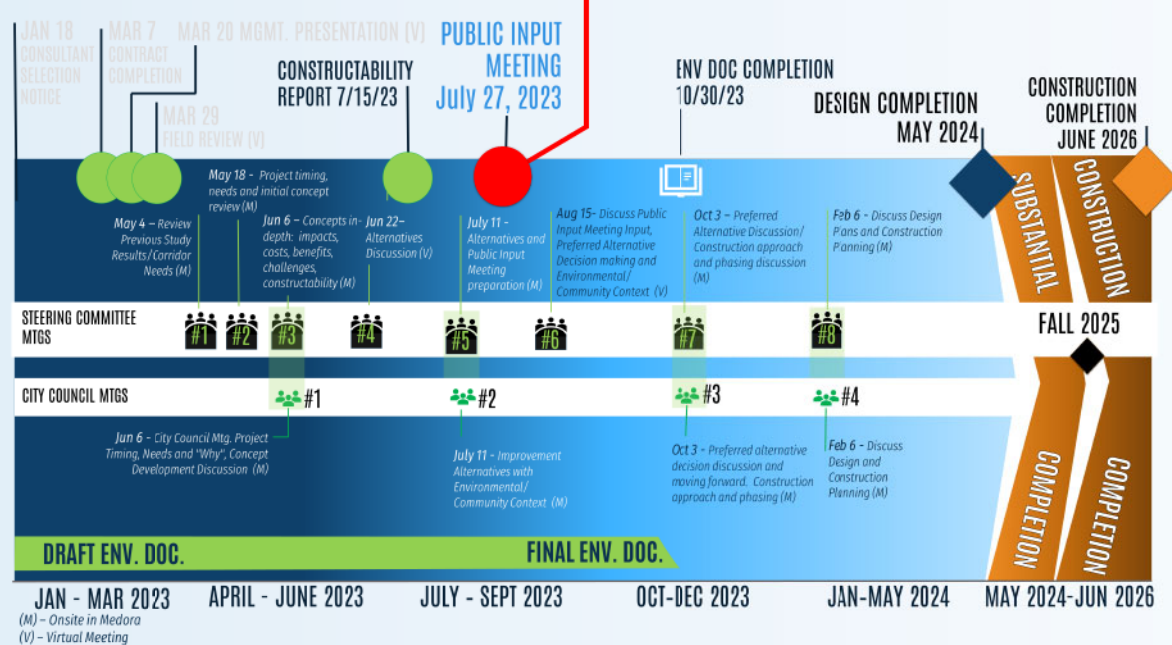 JAN 18
CONSULTANT
SELECTION
NOTICE
MAR 7
CONTRACT
COMPLETION
MAR 20 MGMT. PRESENTATION (V)
MAR 29
FIELD REVIEW (V)
CONSTRUCTABILITY
REPORT 7/15/23
PUBLIC INPUT
MEETING
July 27, 2023
ENV DOC COMPLETION
10/30/23
DESIGN COMPLETION
MAY 2024
CONSTRUCTION
COMPLETION
JUNE 2026
May 4 – Review
Previous Study
Results/Corridor
Needs (M)
May 18 - Project timing,
needs and initial concept
review (M)
Jun 6 – Concepts in-
depth: impacts,
costs, benefits,
challenges,
constructability (M)
Jun 22–
Alternatives
Discussion (V)
July 11 -
Alternatives and
Public Input
Meeting
preparation (M)
Aug 15- Discuss Public
Input Meeting Input,
Preferred Alternative
Decision making and
Environmental/
Community Context (V)
Oct 3 – Preferred
Alternative Discussion/
Construction approach
and phasing discussion
(M)
Feb 6 - Discuss Design
Plans and Construction
Planning (M)
SUBSTANTIAL
CONSTRUCTION
STEERING COMMITTEE
MTGS
#1
#2
#3
#4
#5
#6
#7
#8
FALL 2025
CITY COUNCIL MTGS
#1
#2
#3
#4
Jun 6 - City Council Mtg. Project
Timing, Needs and "Why", Concept
Development Discussion (M)
July 11 - Improvement
Alternatives with
Environmental/
Community Context (M)
Oct 3 - Preferred alternative
decision discussion and
moving forward. Construction
approach and phasing (M)
Feb 6 - Discuss
Design and
Construction
Planning (M)
COMPLETION
COMPLETION
DRAFT ENV. DOC.
FINAL ENV. DOC.
JAN - MAR 2023
APRIL - JUNE 2023
JULY - SEPT 2023
OCT-DEC 2023
JAN-MAY 2024
MAY 2024-JUN 2026
(M) – Onsite in Medora
(V) – Virtual Meeting